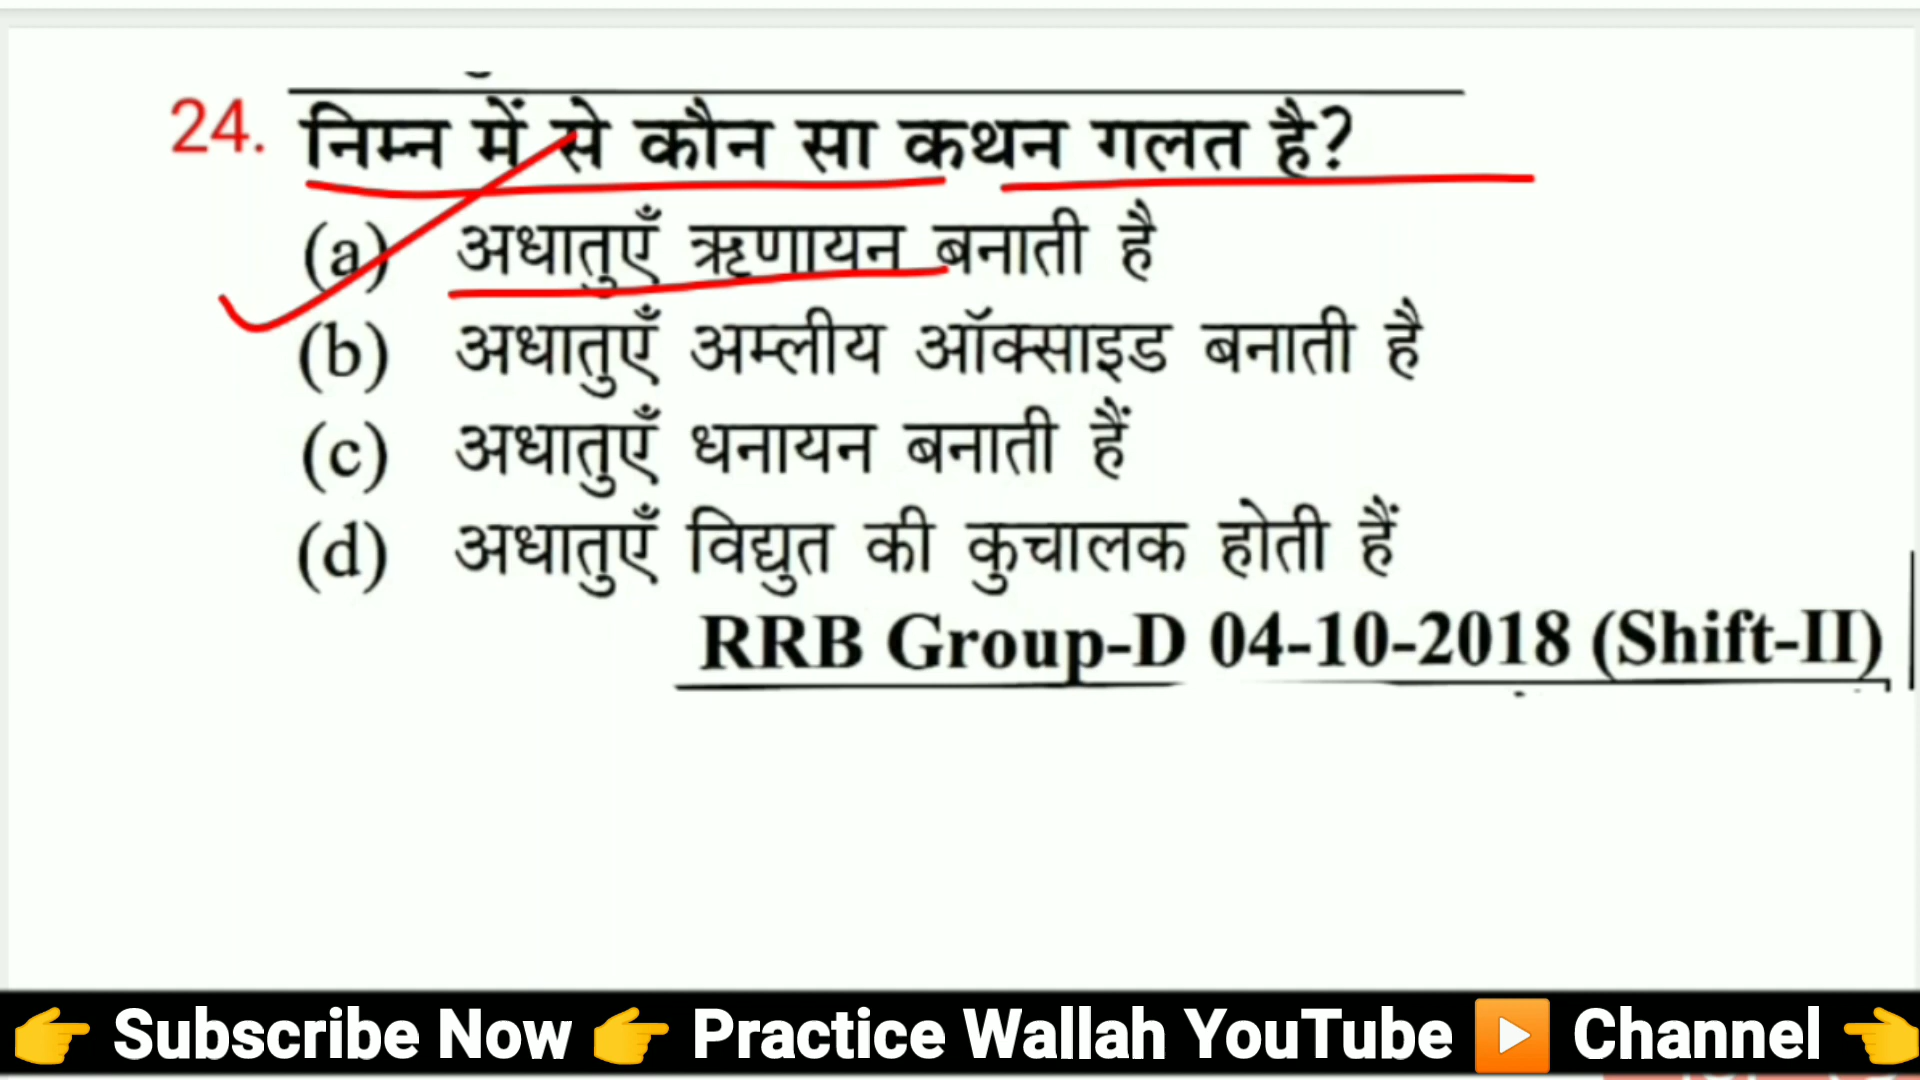 24. निम्न में से कौन सा कथन गलत है?
(a) अधातुएँ ऋणायन बनाती है
(b) अधातुएँ अम्लीय ऑक्साइड बनाती है
(c) अधातुएँ धनायन बनाती हैं
(d) अधातुएँ विद्युत की कुचालक होती हैं
RRB Group-D 04-10-2018 (Shift-II)
👉 Subscribe Now 👉 Practice Wallah YouTube ▶️ Channel 👈